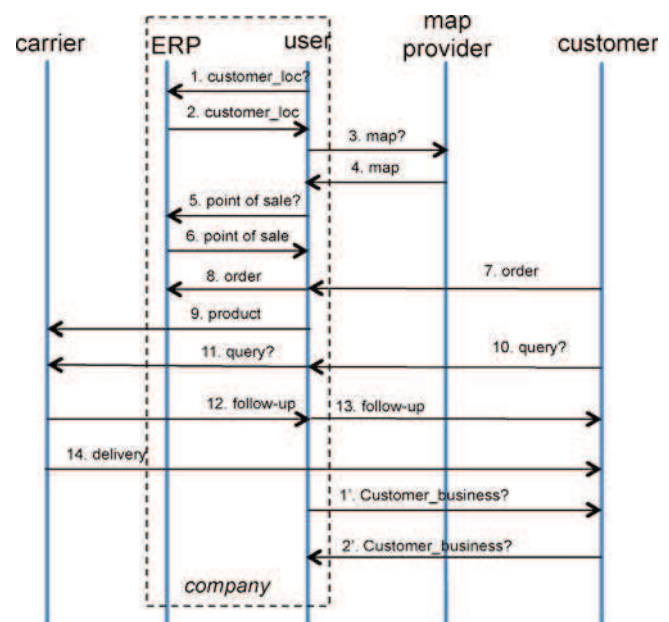 carrier
ERP
user
map
provider
customer
1. customer_loc?
2. customer_loc
3. map?
4. map
5. point of sale?
6. point of sale
7. order
8. order
9. product
10. query?
11. query?
12. follow-up
13. follow-up
14. delivery
1'. Customer_business?
2'. Customer_business?
company